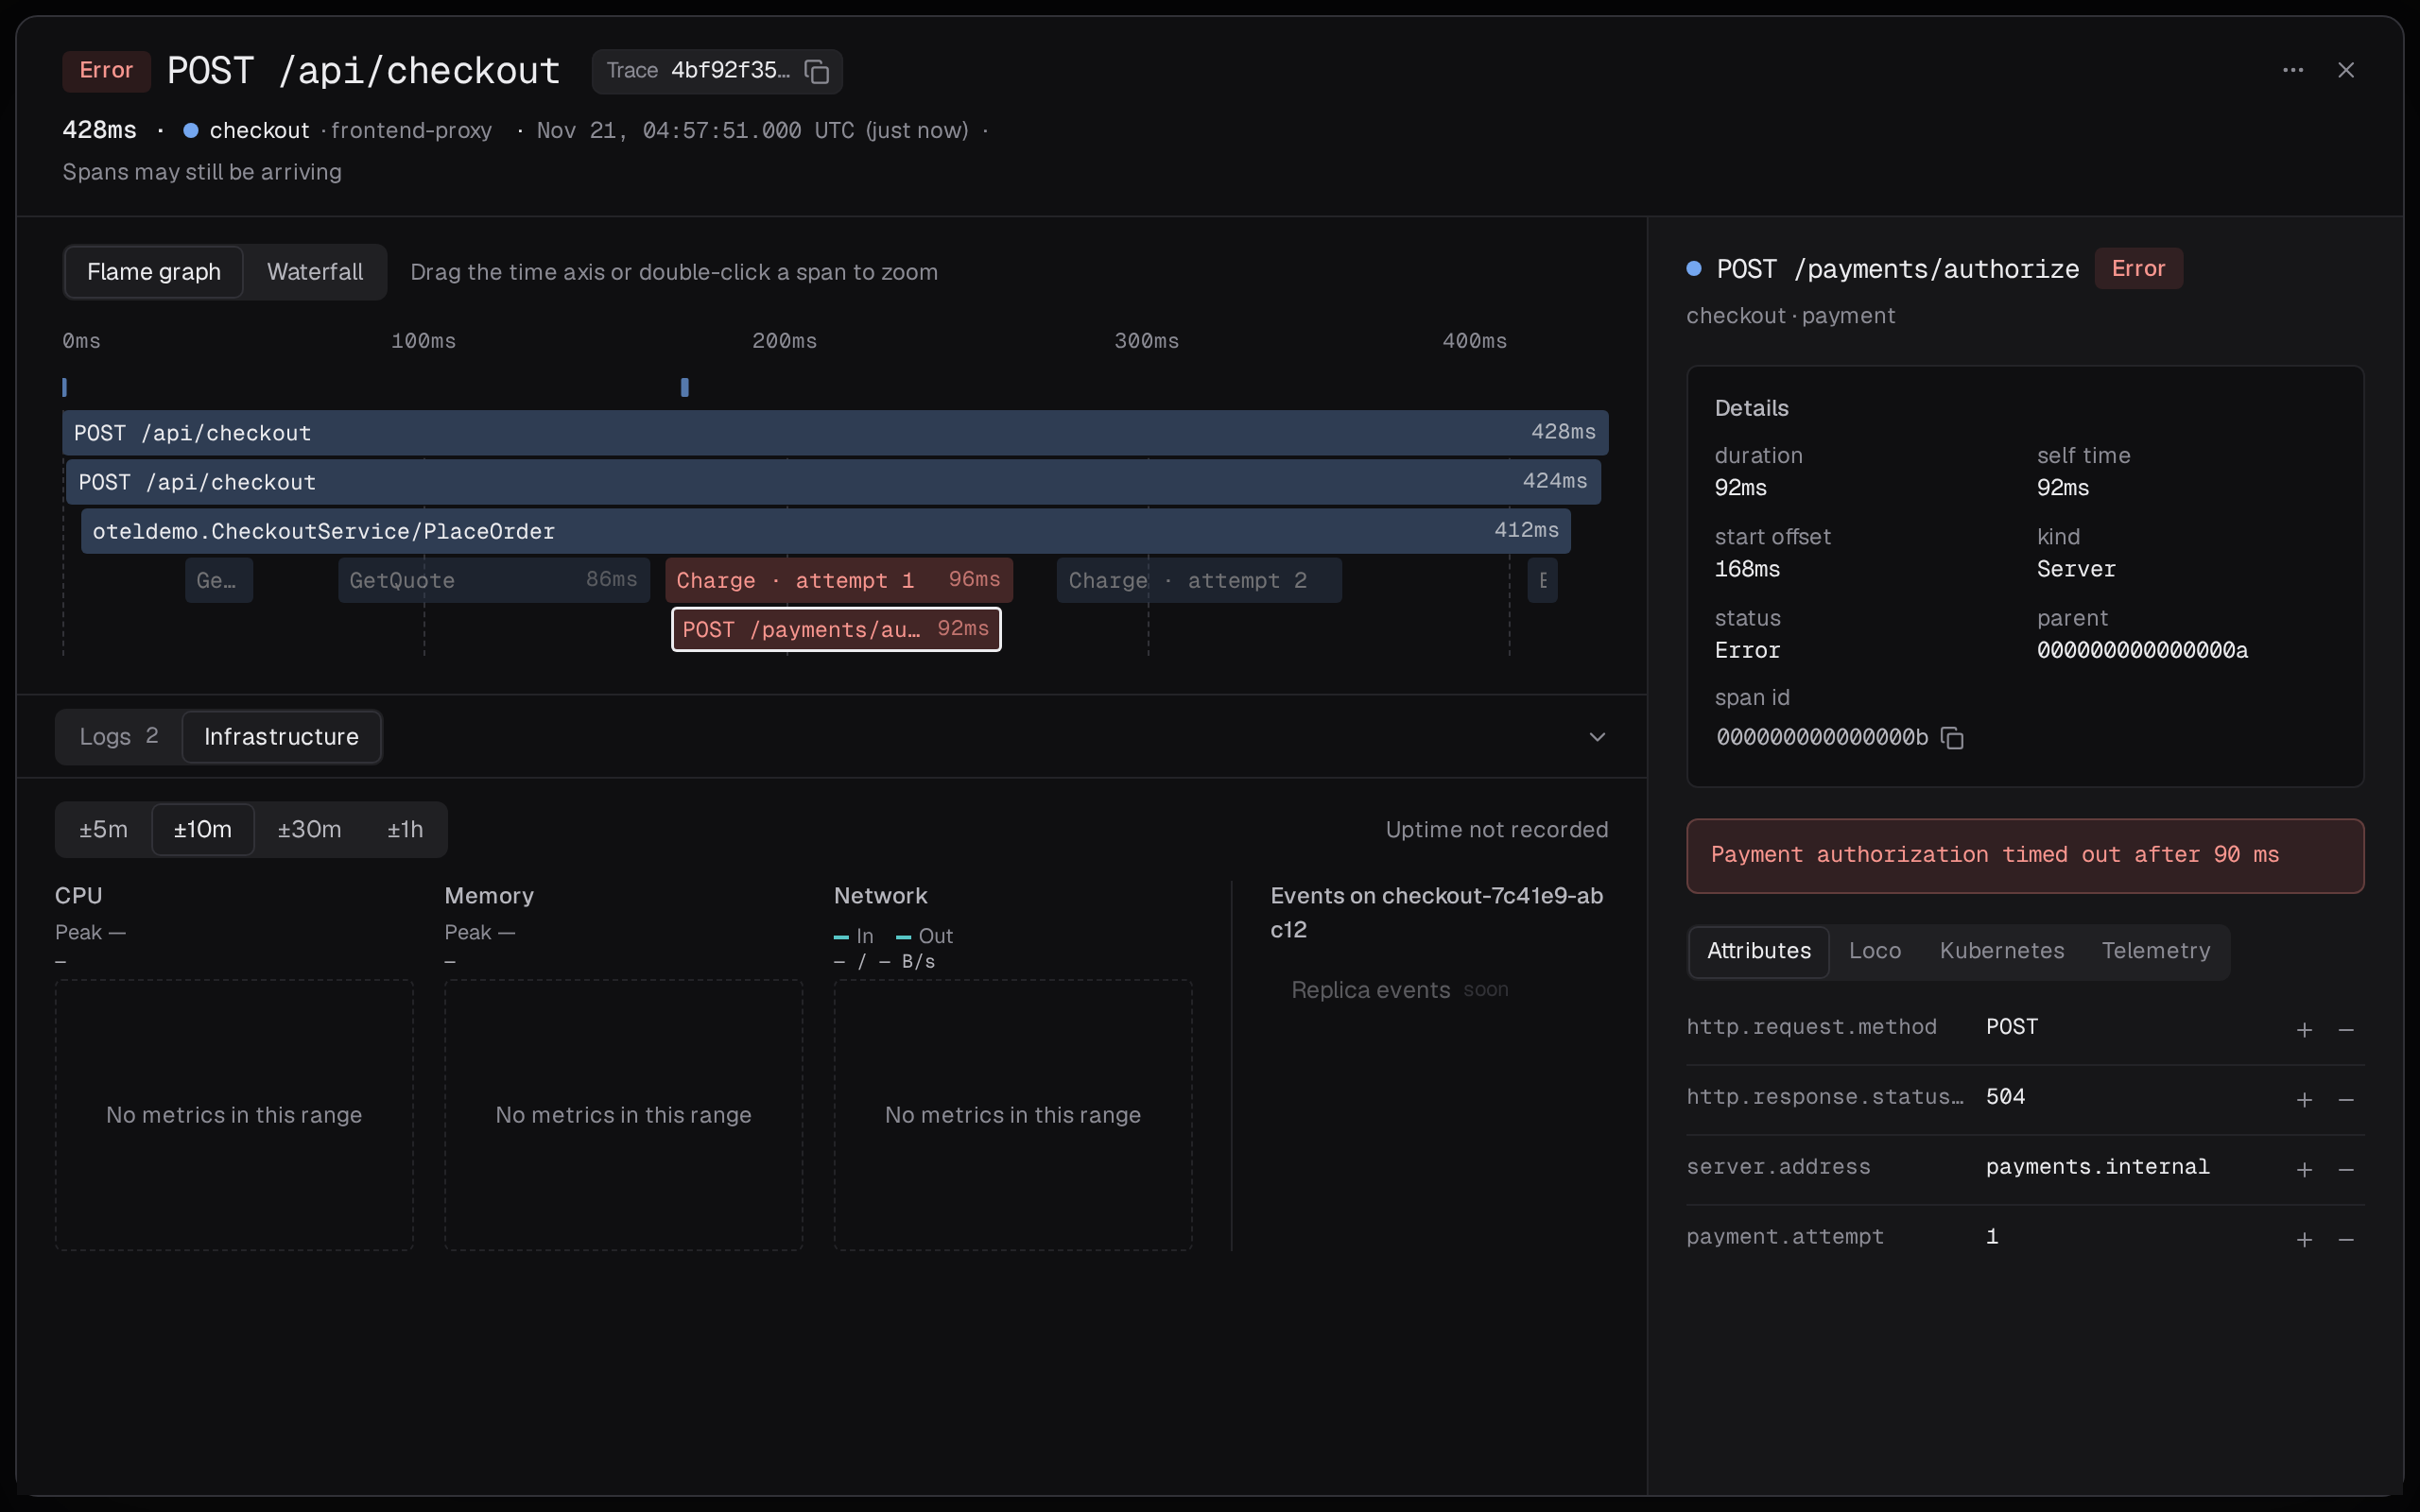 Error POST /api/checkout Trace 4bf92f35…
428ms · checkout · frontend-proxy · Nov 21, 04:57:51.000 UTC (just now) ·
Spans may still be arriving
Flame graph Waterfall Drag the time axis or double-click a span to zoom
0ms 100ms 200ms 300ms 400ms
POST /api/checkout 428ms
POST /api/checkout 424ms
oteldemo.CheckoutService/PlaceOrder 412ms
Ge… GetQuote 86ms Charge · attempt 1 96ms Charge · attempt 2 E
POST /payments/au… 92ms
Logs 2 Infrastructure
±5m ±10m ±30m ±1h Uptime not recorded
CPU
Peak —
–
No metrics in this range
Memory
Peak —
–
No metrics in this range
Network
In Out
– / – B/s
No metrics in this range
Events on checkout-7c41e9-ab
c12
Replica events soon
POST /payments/authorize Error
checkout · payment
Details
duration self time
92ms 92ms
start offset kind
168ms Server
status parent
Error 000000000000000a
span id
000000000000000b
Payment authorization timed out after 90 ms
Attributes Loco Kubernetes Telemetry
http.request.method POST + −
http.response.status… 504 + −
server.address payments.internal + −
payment.attempt 1 + −